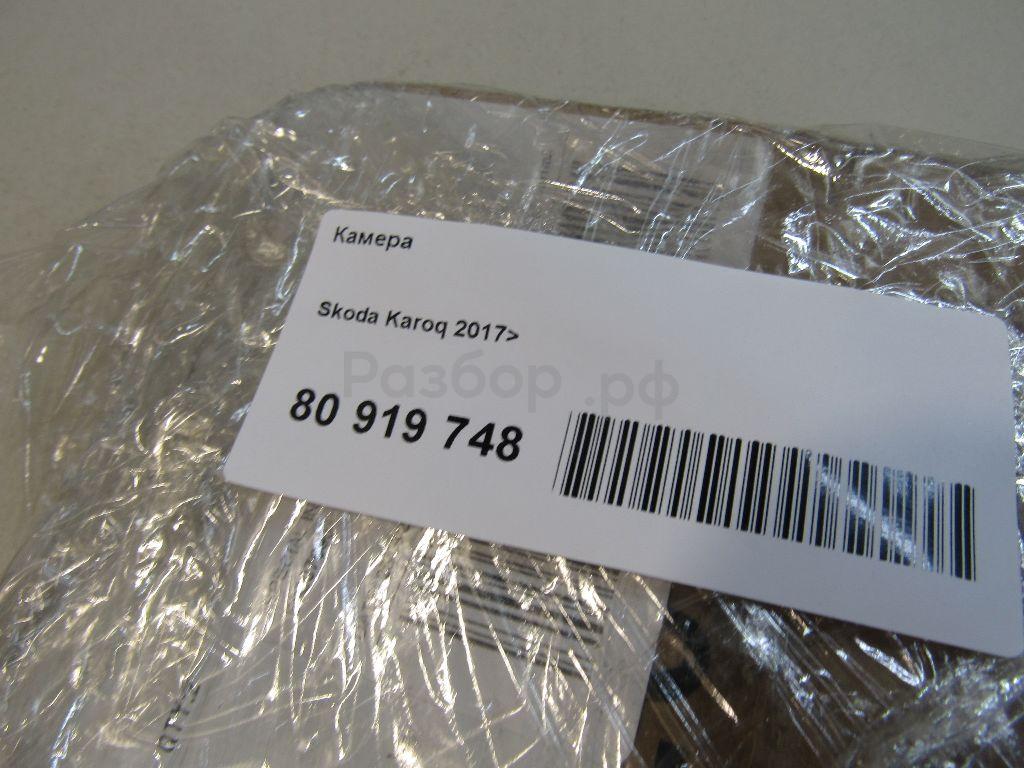 Камера
Skoda Karoq 2017>
Разбор.рф
80 919 748